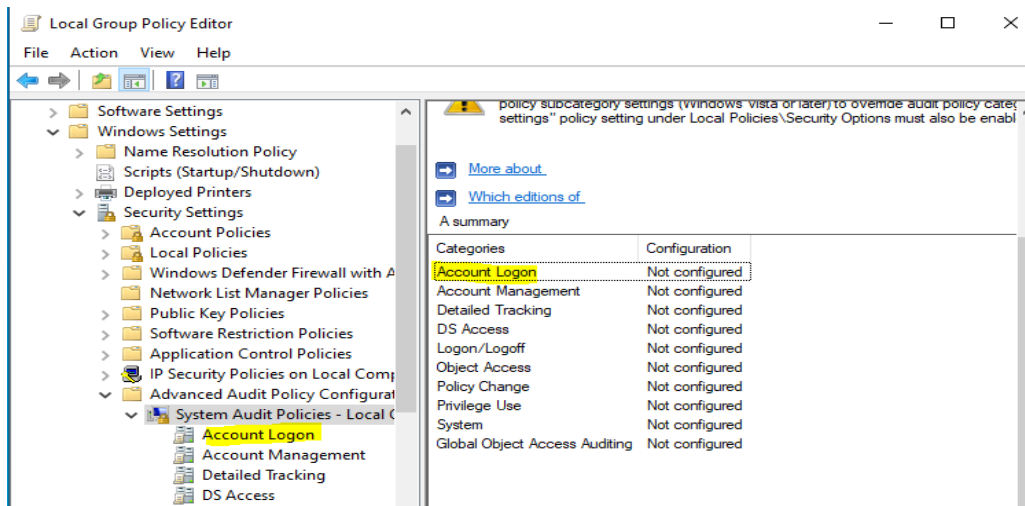 Local Group Policy Editor
File Action View Help
Software Settings
Windows Settings
Name Resolution Policy
Scripts (Startup/Shutdown)
Deployed Printers
Security Settings
Account Policies
Local Policies
Windows Defender Firewall with A
Network List Manager Policies
Public Key Policies
Software Restriction Policies
Application Control Policies
IP Security Policies on Local Comp
Advanced Audit Policy Configurat
System Audit Policies - Local
Account Logon
Account Management
Detailed Tracking
DS Access
policy subcategory settings (Windows Vista or later) to override audit policy categ
settings" policy setting under Local Policies\Security Options must also be enabl
More about
Which editions of
A summary
Categories Configuration
Account Logon Not configured
Account Management Not configured
Detailed Tracking Not configured
DS Access Not configured
Logon/Logoff Not configured
Object Access Not configured
Policy Change Not configured
Privilege Use Not configured
System Not configured
Global Object Access Auditing Not configured